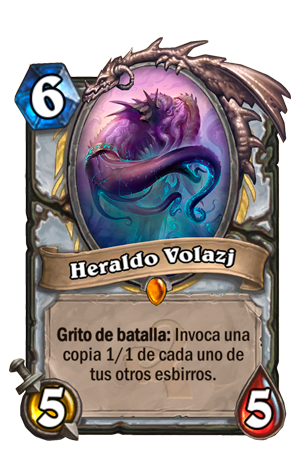 6
Heraldo Volazj
Grito de batalla: Invoca una
copia 1/1 de cada uno de
tus otros esbirros.
5 5